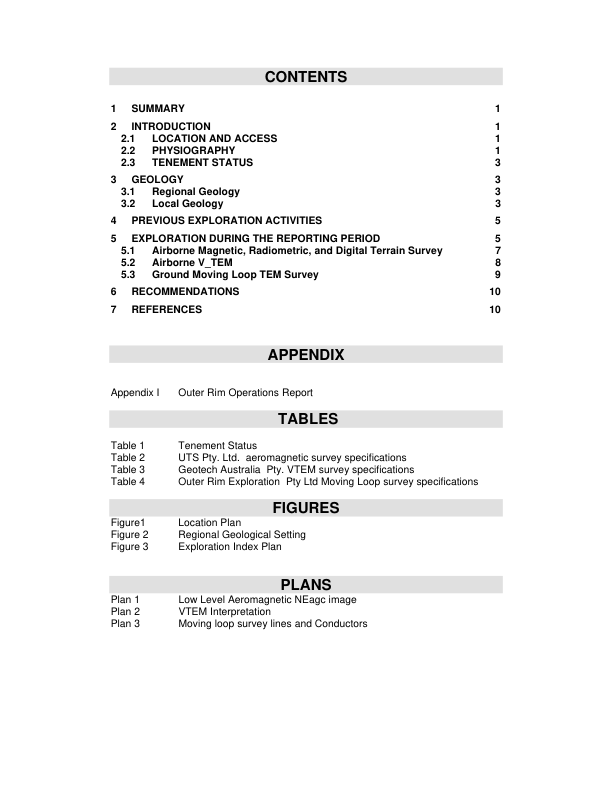 CONTENTS
1 SUMMARY 1
2 INTRODUCTION 1
2.1 LOCATION AND ACCESS 1
2.2 PHYSIOGRAPHY 1
2.3 TENEMENT STATUS 3
3 GEOLOGY 3
3.1 Regional Geology 3
3.2 Local Geology 3
4 PREVIOUS EXPLORATION ACTIVITIES 5
5 EXPLORATION DURING THE REPORTING PERIOD 5
5.1 Airborne Magnetic, Radiometric, and Digital Terrain Survey 7
5.2 Airborne V_TEM 8
5.3 Ground Moving Loop TEM Survey 9
6 RECOMMENDATIONS 10
7 REFERENCES 10
APPENDIX
Appendix I Outer Rim Operations Report
TABLES
Table 1 Tenement Status
Table 2 UTS Pty. Ltd. aeromagnetic survey specifications
Table 3 Geotech Australia Pty. VTEM survey specifications
Table 4 Outer Rim Exploration Pty Ltd Moving Loop survey specifications
FIGURES
Figure1 Location Plan
Figure 2 Regional Geological Setting
Figure 3 Exploration Index Plan
PLANS
Plan 1 Low Level Aeromagnetic NEagc image
Plan 2 VTEM Interpretation
Plan 3 Moving loop survey lines and Conductors